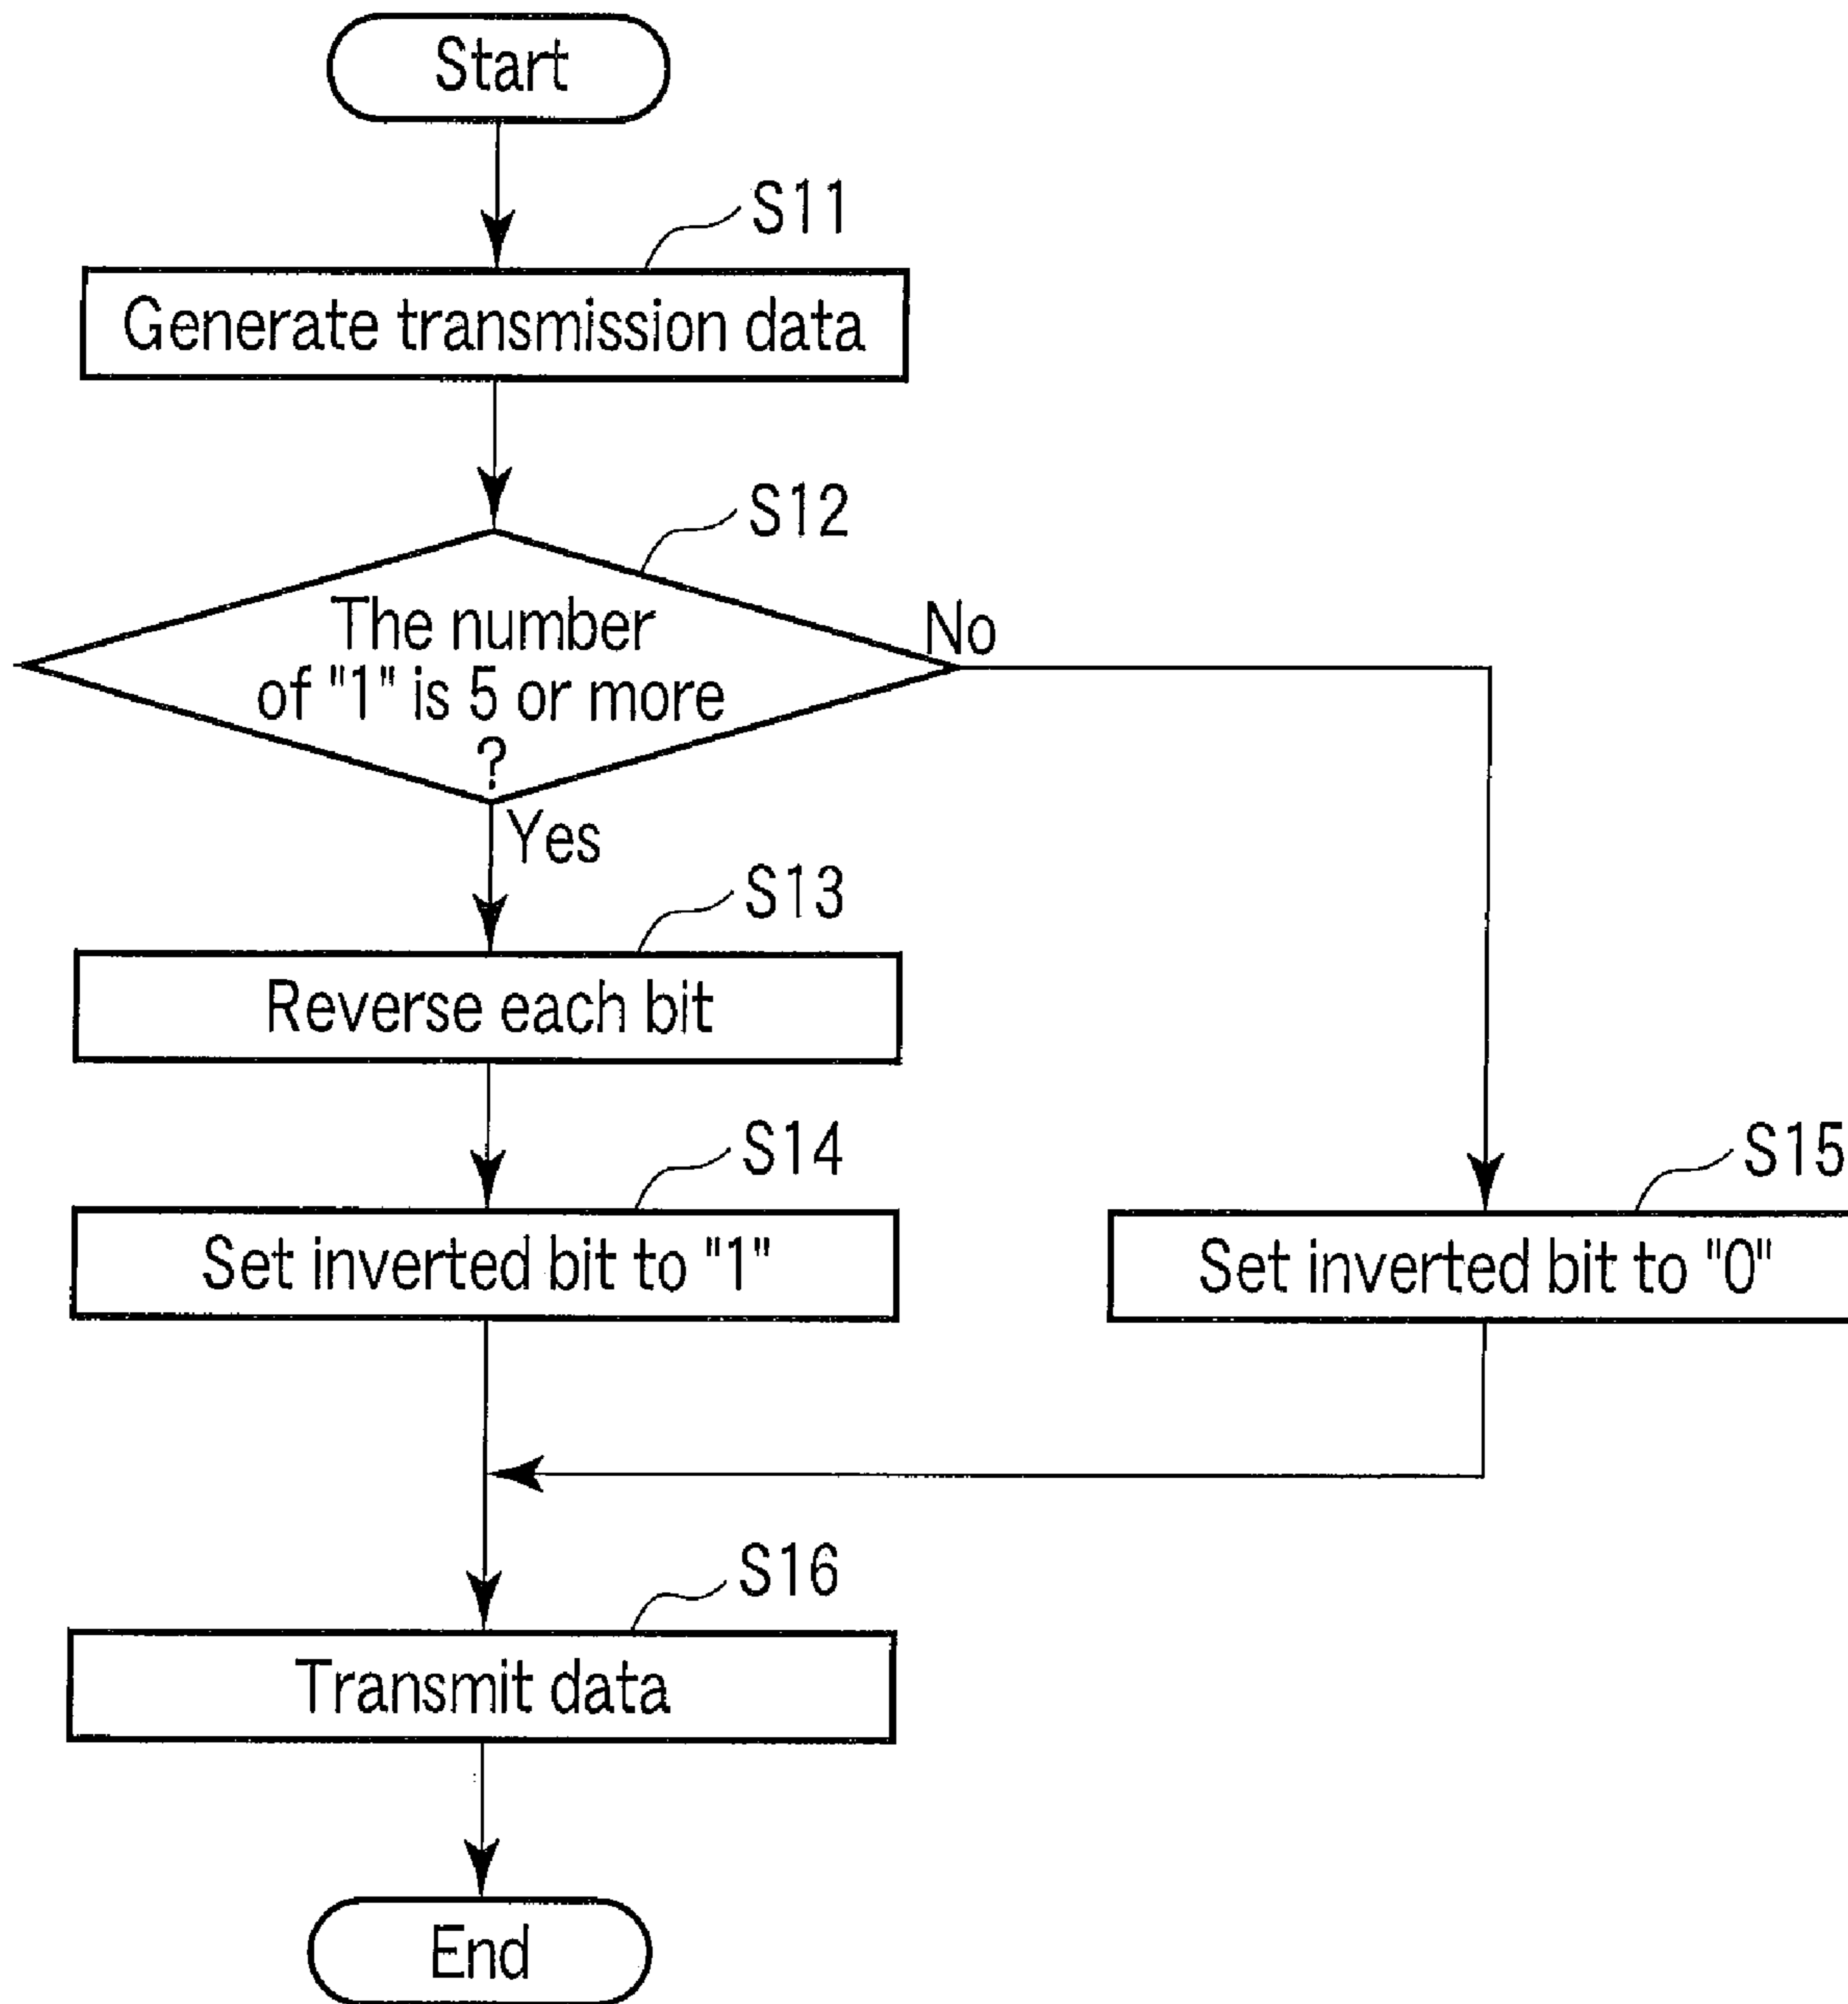 Start
S11
Generate transmission data
S12
The number
of "1" is 5 or more
?
No
Yes
S13
Reverse each bit
S14
Set inverted bit to "1"
S15
Set inverted bit to "0"
S16
Transmit data
End